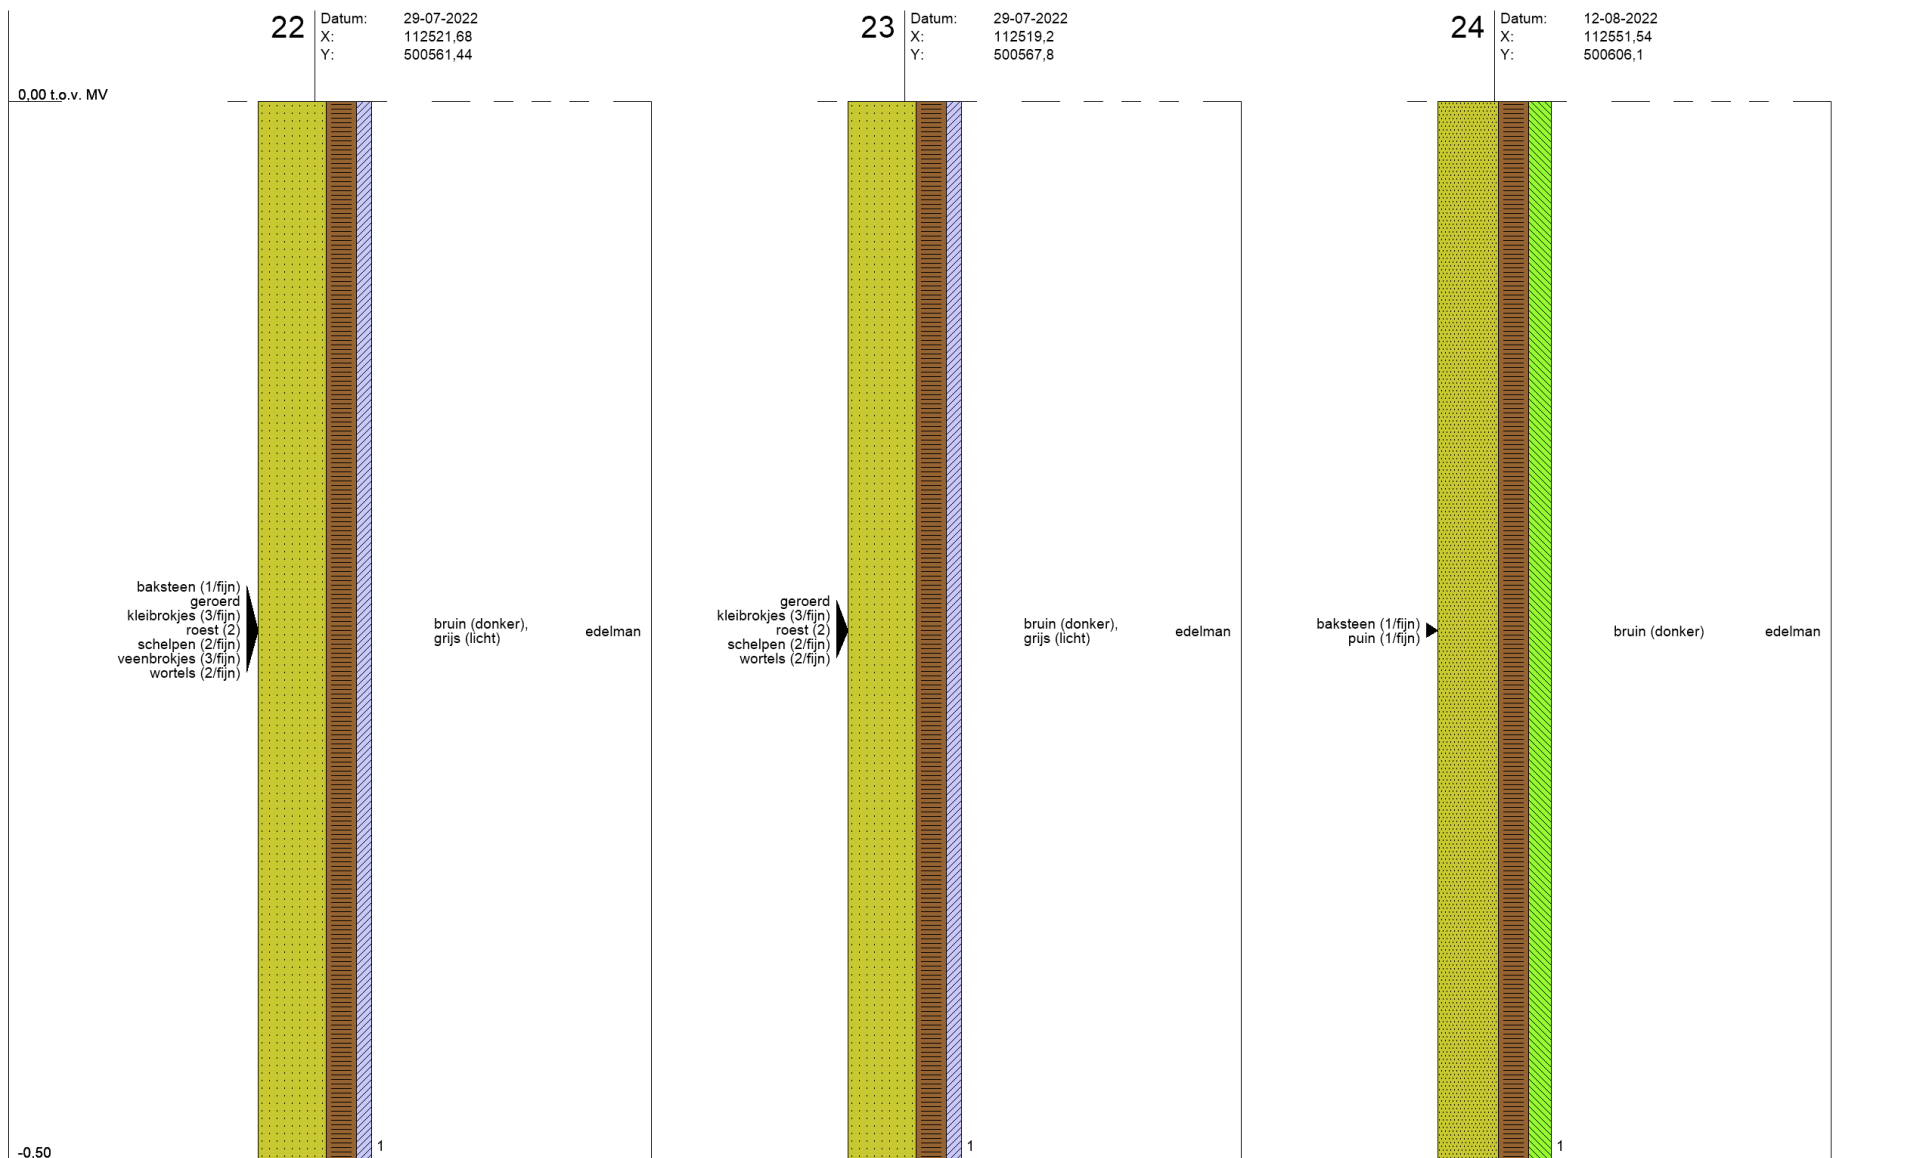 22
Datum: 29-07-2022
X: 112521,68
Y: 500561,44
23
Datum: 29-07-2022
X: 112519,2
Y: 500567,8
24
Datum: 12-08-2022
X: 112551,54
Y: 500606,1
0,00 t.o.v. MV
baksteen (1/fijn)
geroerd
kleibrokjes (3/fijn)
roest (2)
schelpen (2/fijn)
veenbrokjes (3/fijn)
wortels (2/fijn)
bruin (donker),
grijs (licht)
edelman
1
geroerd
kleibrokjes (3/fijn)
roest (2)
schelpen (2/fijn)
wortels (2/fijn)
bruin (donker),
grijs (licht)
edelman
1
baksteen (1/fijn)
puin (1/fijn)
bruin (donker)
edelman
1
-0.50